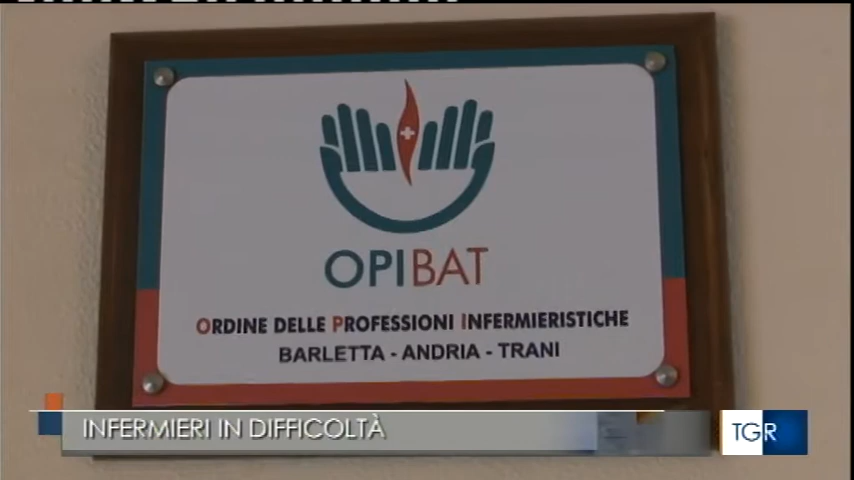 OPIBAT
ORDINE DELLE PROFESSIONI INFERMIERISTICHE
BARLETTA - ANDRIA - TRANI
INFERMIERI IN DIFFICOLTÀ
TGR